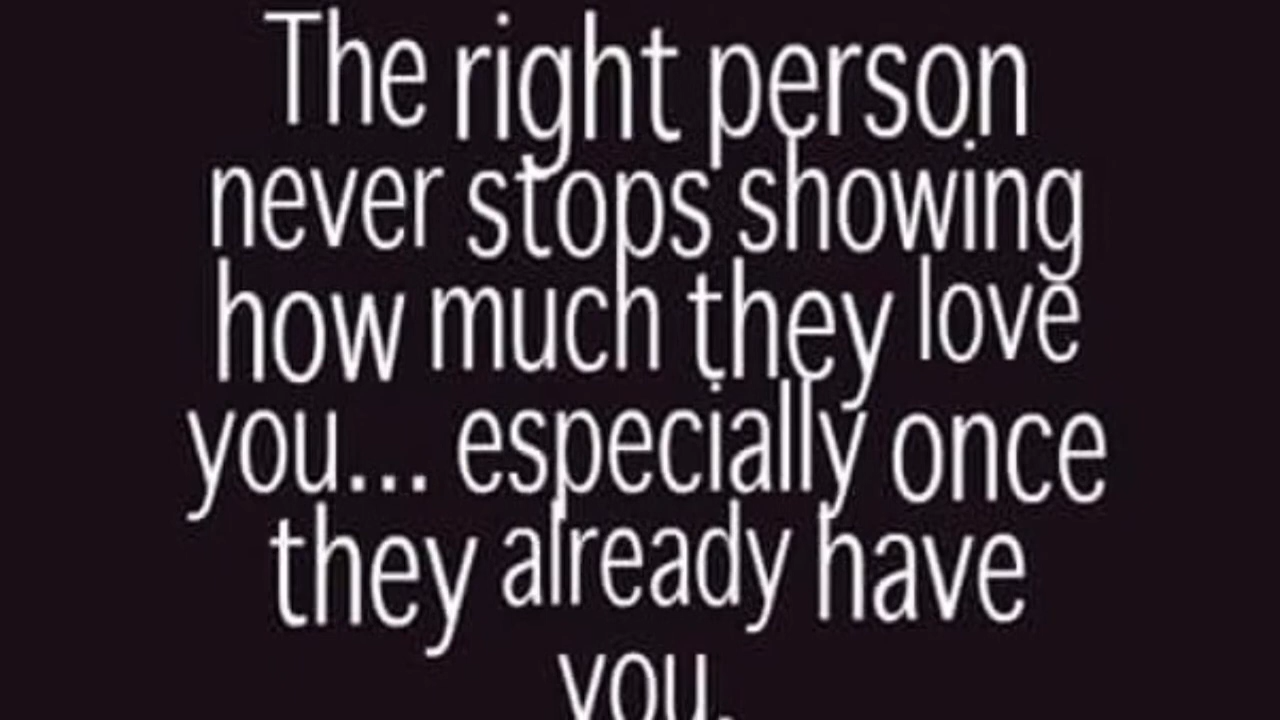 The right person
never stops showing
how much they love
you... especially once
they already have
you.